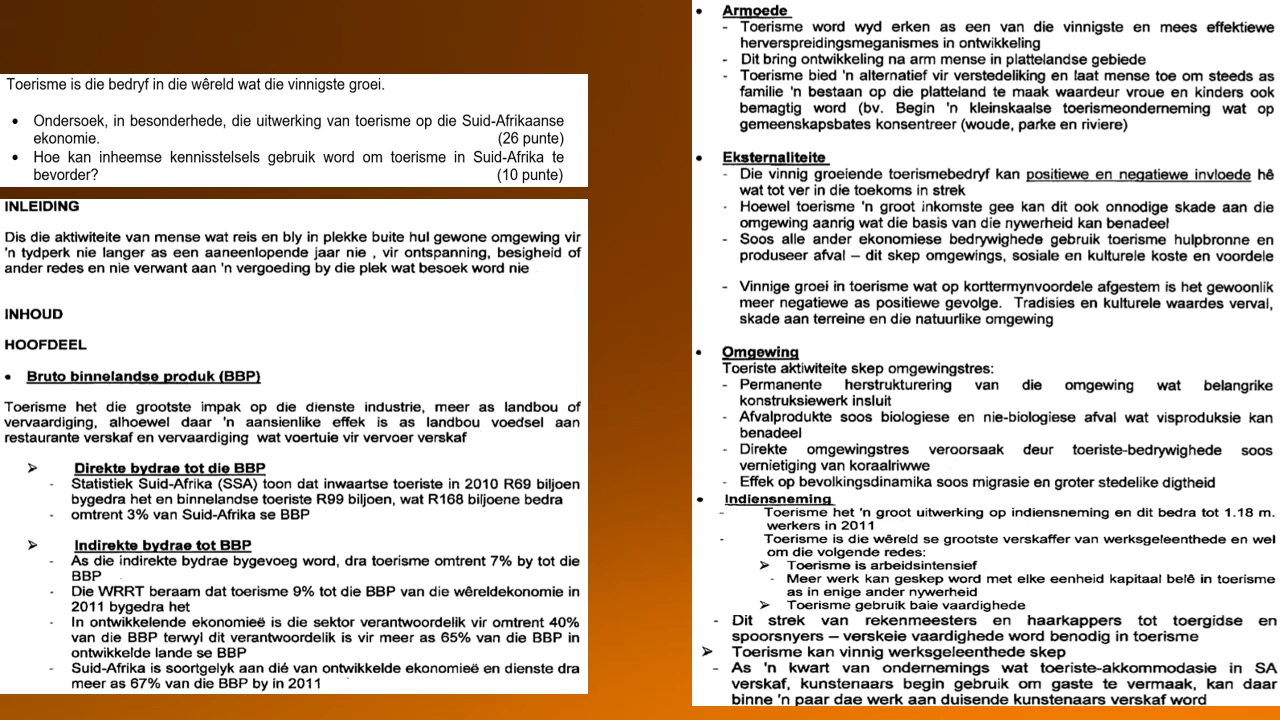 Toerisme is die bedryf in die wêreld wat die vinnigste groei.
• Ondersoek, in besonderhede, die uitwerking van toerisme op die Suid-Afrikaanse
ekonomie. (26 punte)
• Hoe kan inheemse kennisstelsels gebruik word om toerisme in Suid-Afrika te
bevorder? (10 punte)
INLEIDING
Dis die aktiwiteite van mense wat reis en bly in plekke buite hul gewone omgewing vir
'n tydperk nie langer as een aaneenlopende jaar nie , vir ontspanning, besigheid of
ander redes en nie verwant aan 'n vergoeding by die plek wat besoek word nie
INHOUD
HOOFDEEL
• Bruto binnelandse produk (BBP)
Toerisme het die grootste impak op die dienste industrie, meer as landbou of
vervaardiging, alhoewel daar 'n aansienlike effek is as landbou voedsel aan
restaurante verskaf en vervaardiging wat voertuie vir vervoer verskaf
➢ Direkte bydrae tot die BBP
- Statistiek Suid-Afrika (SSA) toon dat inwaartse toeriste in 2010 R69 biljoen
bygedra het en binnelandse toeriste R99 biljoen, wat R168 biljoene bedra
- omtrent 3% van Suid-Afrika se BBP
➢ Indirekte bydrae tot BBP
- As die indirekte bydrae bygevoeg word, dra toerisme omtrent 7% by tot die
BBP
- Die WRRT beraam dat toerisme 9% tot die BBP van die wêreldekonomie in
2011 bygedra het
- In ontwikkelende ekonomieë is die sektor verantwoordelik vir omtrent 40%
van die BBP terwyl dit verantwoordelik is vir meer as 65% van die BBP in
ontwikkelde lande se BBP
- Suid-Afrika is soortgelyk aan dié van ontwikkelde ekonomieë en dienste dra
meer as 67% van die BBP by in 2011
• Armoede
- Toerisme word wyd erken as een van die vinnigste en mees effektiewe
herverspreidingsmeganismes in ontwikkeling
- Dit bring ontwikkeling na arm mense in plattelandse gebiede
- Toerisme bied 'n alternatief vir verstedeliking en laat mense toe om steeds as
familie 'n bestaan op die platteland te maak waardeur vroue en kinders ook
bemagtig word (bv. Begin 'n kleinskaalse toerismeonderneming wat op
gemeenskapsbates konsentreer (woude, parke en riviere)
• Eksternaliteite
- Die vinnig groeiende toerismebedryf kan positiewe en negatiewe invloede hê
wat tot ver in die toekoms in strek
- Hoewel toerisme 'n groot inkomste gee kan dit ook onnodige skade aan die
omgewing aanrig wat die basis van die nywerheid kan benadeel
- Soos alle ander ekonomiese bedrywighede gebruik toerisme hulpbronne en
produseer afval – dit skep omgewings, sosiale en kulturele koste en voordele
- Vinnige groei in toerisme wat op korttermynvoordele afgestem is het gewoonlik
meer negatiewe as positiewe gevolge. Tradisies en kulturele waardes verval,
skade aan terreine en die natuurlike omgewing
• Omgewing
Toeriste aktiwiteite skep omgewingstres:
- Permanente herstrukturering van die omgewing wat belangrike
konstruksiewerk insluit
- Afvalprodukte soos biologiese en nie-biologiese afval wat visproduksie kan
benadeel
- Direkte omgewingstres veroorsaak deur toeriste-bedrywighede soos
vernietiging van koraalriwwe
- Effek op bevolkingsdinamika soos migrasie en groter stedelike digtheid
• Indiensneming
- Toerisme het 'n groot uitwerking op indiensneming en dit bedra tot 1.18 m.
werkers in 2011
- Toerisme is die wêreld se grootste verskaffer van werksgeleenthede en wel
om die volgende redes:
➢ Toerisme is arbeidsintensief
- Meer werk kan geskep word met elke eenheid kapitaal belê in toerisme
as in enige ander nywerheid
➢ Toerisme gebruik baie vaardighede
- Dit strek van rekenmeesters en haarkappers tot toergidse en
spoorsnyers – verskeie vaardighede word benodig in toerisme
➢ Toerisme kan vinnig werksgeleenthede skep
- As 'n kwart van ondernemings wat toeriste-akkommodasie in SA
verskaf, kunstenaars begin gebruik om gaste te vermaak, kan daar
binne 'n paar dae werk aan duisende kunstenaars verskaf word